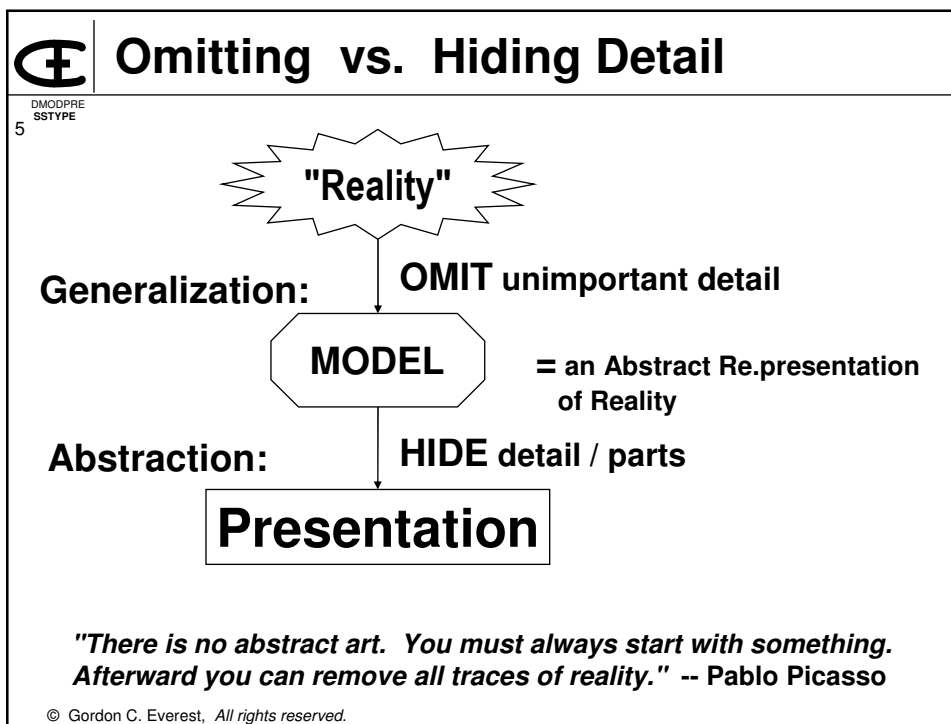 Omitting vs. Hiding Detail
DMODPRE
SSTYPE
5
"Reality"
Generalization:
OMIT unimportant detail
MODEL
= an Abstract Re.presentation
of Reality
Abstraction:
HIDE detail / parts
Presentation
"There is no abstract art. You must always start with something.
Afterward you can remove all traces of reality." -- Pablo Picasso
© Gordon C. Everest, All rights reserved.